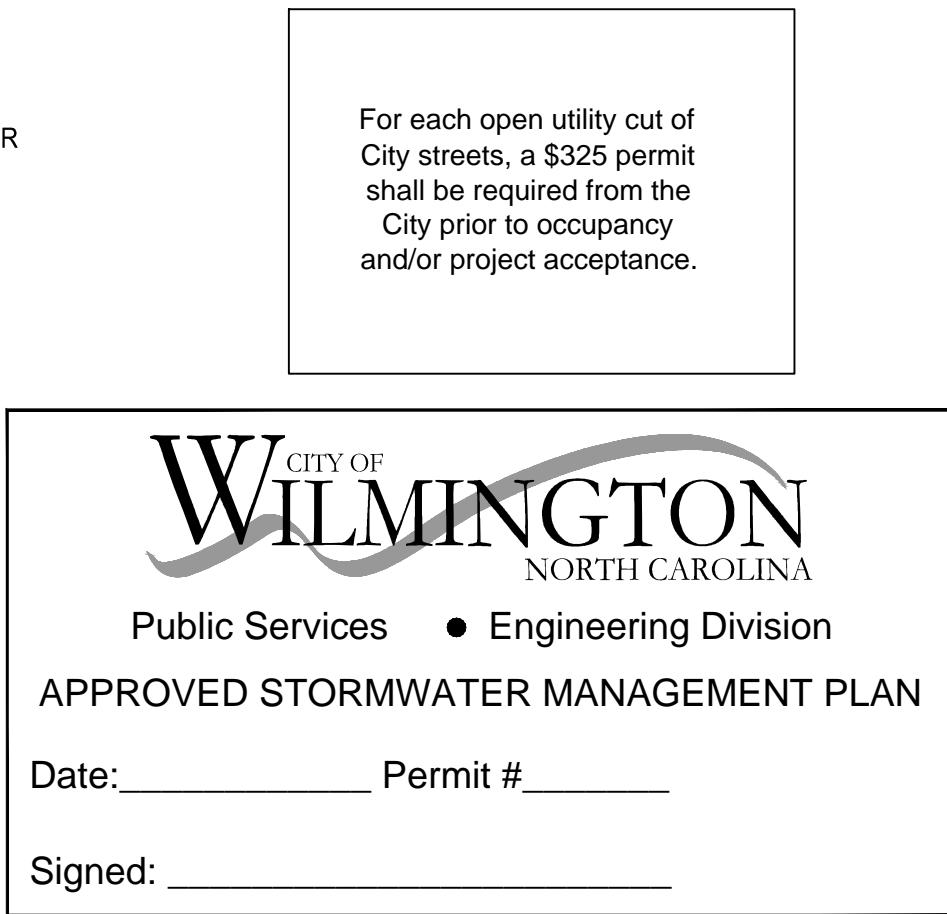 R
For each open utility cut of
City streets, a $325 permit
shall be required from the
City prior to occupancy
and/or project acceptance.
CITY OF
WILMINGTON
NORTH CAROLINA
Public Services ● Engineering Division
APPROVED STORMWATER MANAGEMENT PLAN
Date:____________ Permit #_______
Signed: ________________________